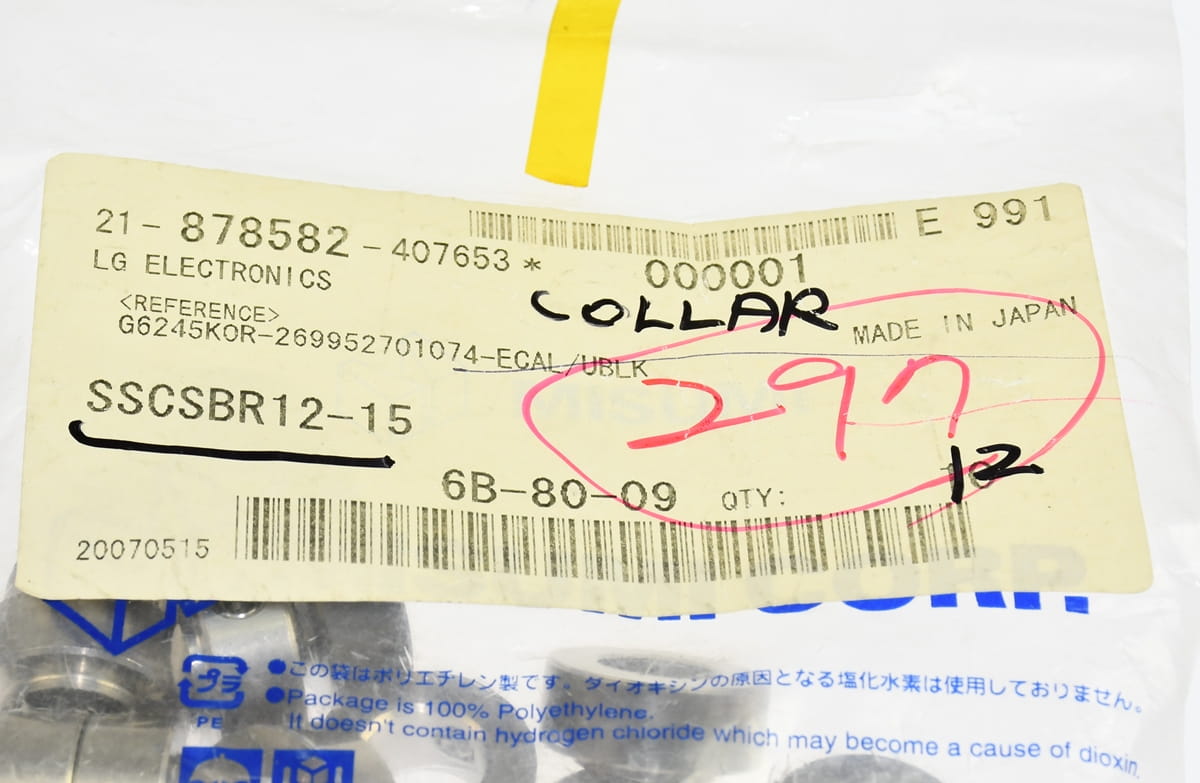 21-878582-407653*
E 991
LG ELECTRONICS
000001
<REFERENCE>
COLLAR
MADE IN JAPAN
G6245KOR-269952701074-ECAL/UBLK
297
SSCSBR12-15
12
6B-80-09 QTY:
20070515
CORP.
プラ
PE
●この袋はポリエチレン製です。ダイオキシンの原因となる塩化水素は使用しておりません。
●Package is 100% Polyethylene.
It doesn't contain hydrogen chloride which may become a cause of dioxin.